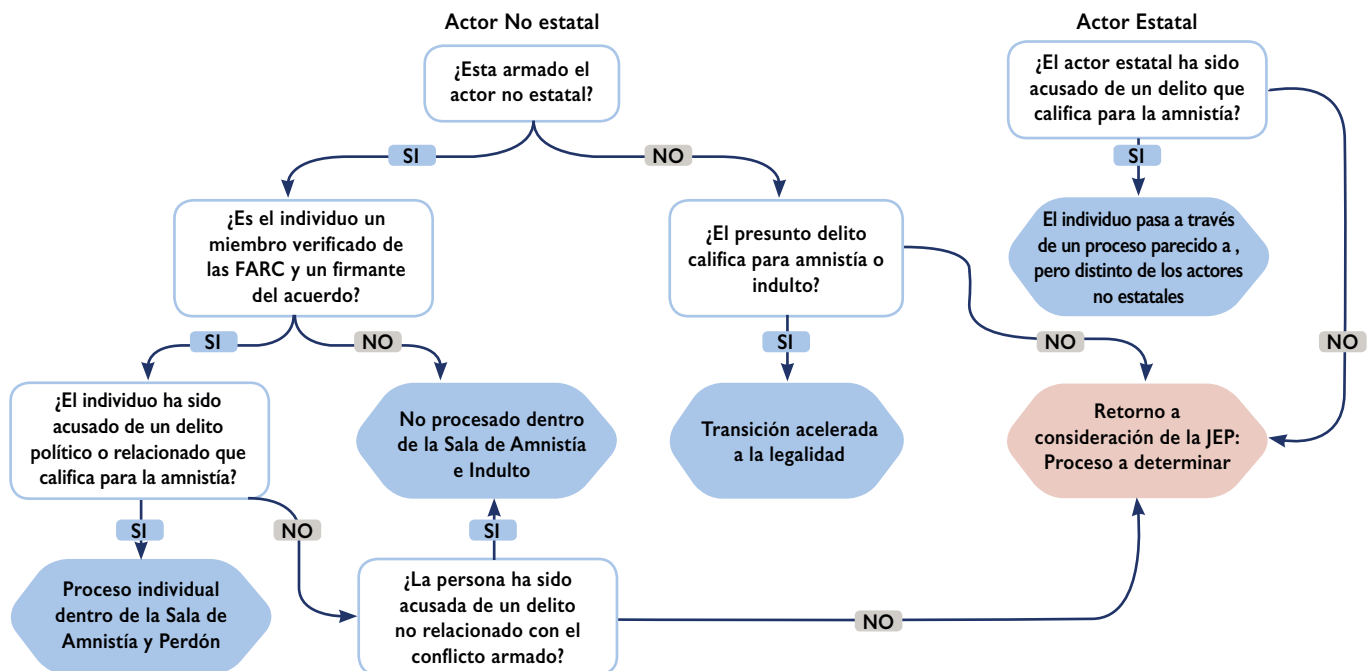 Actor No estatal
Actor Estatal
¿Esta armado el
actor no estatal?
¿El actor estatal ha sido
acusado de un delito que
califica para la amnistía?
SI
NO
SI
NO
¿Es el individuo un
miembro verificado de
las FARC y un firmante
del acuerdo?
¿El presunto delito
califica para amnistía o
indulto?
El individuo pasa a través
de un proceso parecido a ,
pero distinto de los actores
no estatales
SI
NO
SI
NO
¿El individuo ha sido
acusado de un delito
político o relacionado que
califica para la amnistía?
No procesado dentro
de la Sala de Amnistía
e Indulto
Transición acelerada
a la legalidad
Retorno a
consideración de la JEP:
Proceso a determinar
SI
NO
SI
Proceso individual
dentro de la Sala de
Amnistía y Perdón
¿La persona ha sido
acusada de un delito
no relacionado con el
conflicto armado?
NO